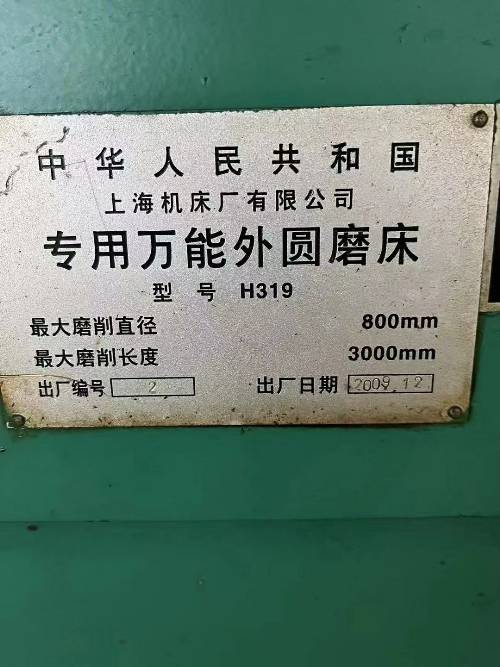 中华人民共和国
上海机床厂有限公司
专用万能外圆磨床
型号 H319
最大磨削直径 800mm
最大磨削长度 3000mm
出厂编号 2 出厂日期 2009.12